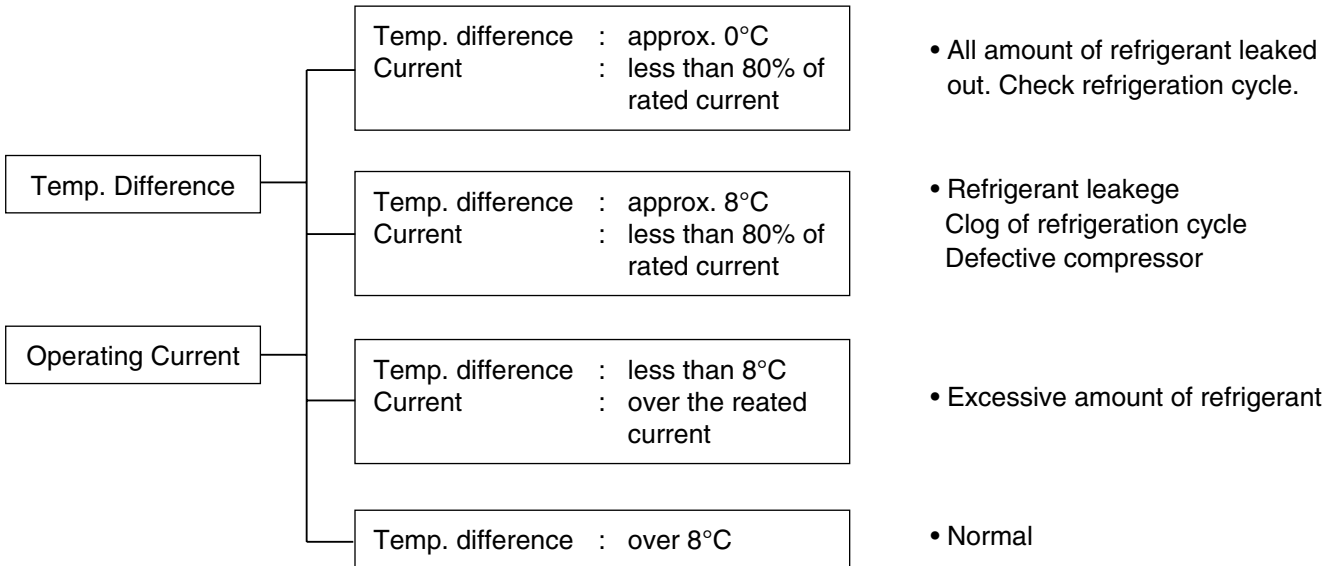 Temp. Difference
Operating Current
Temp. difference : approx. 0°C
Current : less than 80% of
rated current
• All amount of refrigerant leaked
out. Check refrigeration cycle.
Temp. difference : approx. 8°C
Current : less than 80% of
rated current
• Refrigerant leakege
Clog of refrigeration cycle
Defective compressor
Temp. difference : less than 8°C
Current : over the reated
current
• Excessive amount of refrigerant
Temp. difference : over 8°C
• Normal